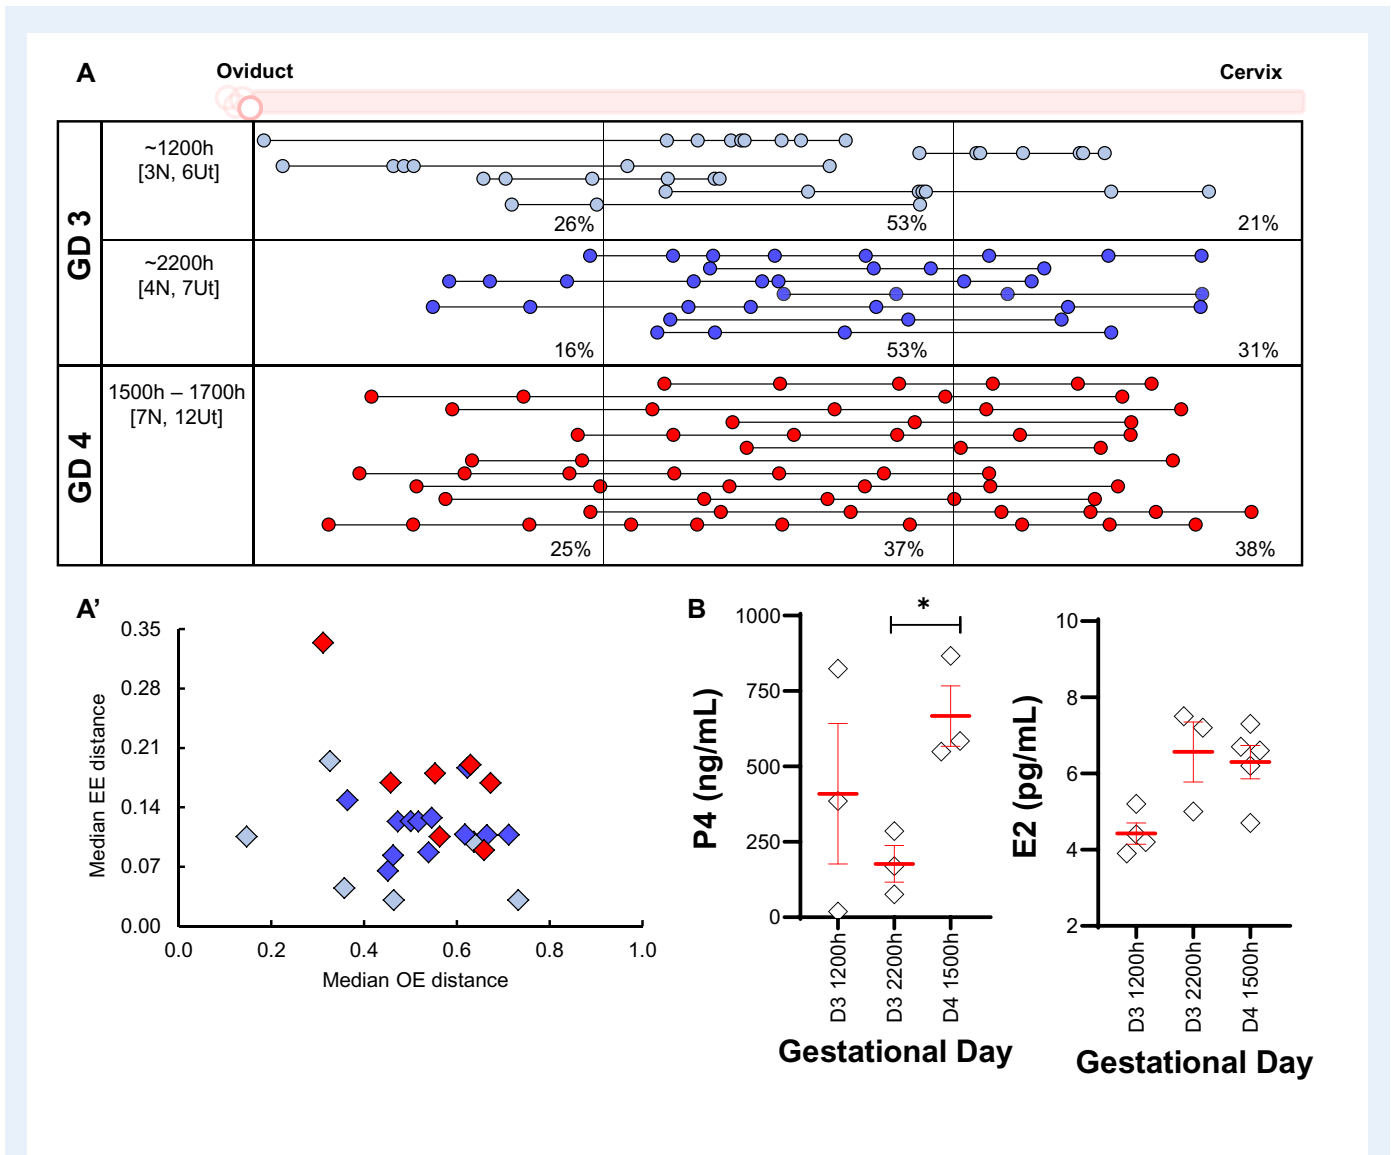 A
Oviduct
Cervix
GD 3
~1200h
[3N, 6Ut]
26%
53%
21%
~2200h
[4N, 7Ut]
16%
53%
31%
GD 4
1500h – 1700h
[7N, 12Ut]
25%
37%
38%
A’
Median EE distance
0.35
0.28
0.21
0.14
0.07
0.00
0.0
0.2
0.4
0.6
0.8
1.0
Median OE distance
B
P4 (ng/mL)
1000
750
500
250
0
*
D3 1200h
D3 2200h
D4 1500h
Gestational Day
E2 (pg/mL)
10
8
6
4
2
D3 1200h
D3 2200h
D4 1500h
Gestational Day